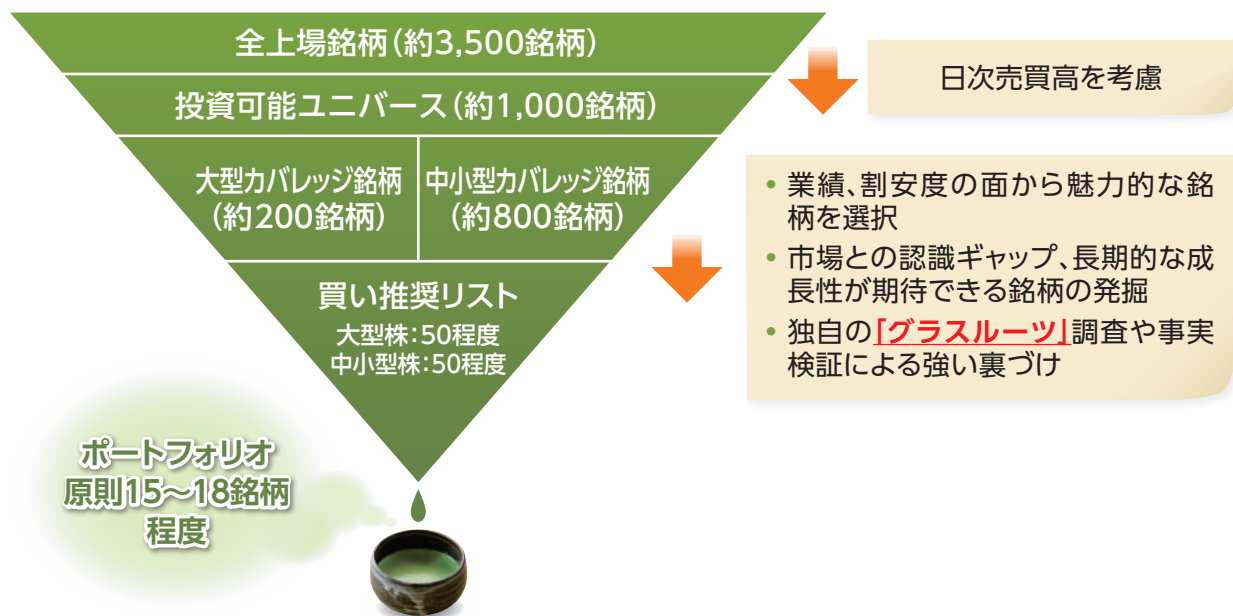 全上場銘柄(約3,500銘柄)
日次売買高を考慮
投資可能ユニバース(約1,000銘柄)
大型カバレッジ銘柄
(約200銘柄)
中小型カバレッジ銘柄
(約800銘柄)
• 業績、割安度の面から魅力的な銘
柄を選択
• 市場との認識ギャップ、長期的な成
長性が期待できる銘柄の発掘
• 独自の「グラスルーツ」調査や事実
検証による強い裏づけ
買い推奨リスト
大型株:50程度
中小型株:50程度
ポートフォリオ
原則15〜18銘柄
程度